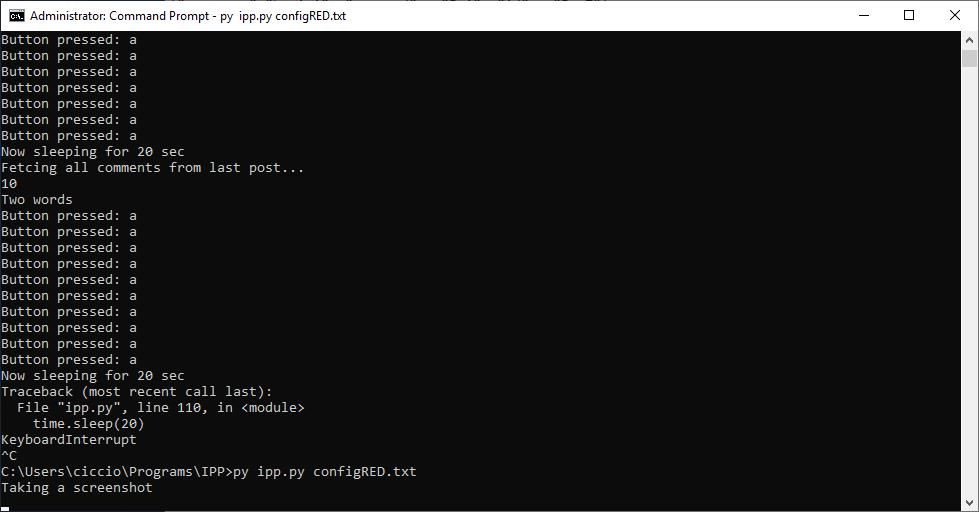 Administrator: Command Prompt - py  ipp.py configRED.txt
Button pressed: a
Button pressed: a
Button pressed: a
Button pressed: a
Button pressed: a
Button pressed: a
Button pressed: a
Now sleeping for 20 sec
Fetcing all comments from last post...
10
Two words
Button pressed: a
Button pressed: a
Button pressed: a
Button pressed: a
Button pressed: a
Button pressed: a
Button pressed: a
Button pressed: a
Button pressed: a
Button pressed: a
Now sleeping for 20 sec
Traceback (most recent call last):
  File "ipp.py", line 110, in <module>
    time.sleep(20)
KeyboardInterrupt
^C
C:\Users\ciccio\Programs\IPP>py ipp.py configRED.txt
Taking a screenshot